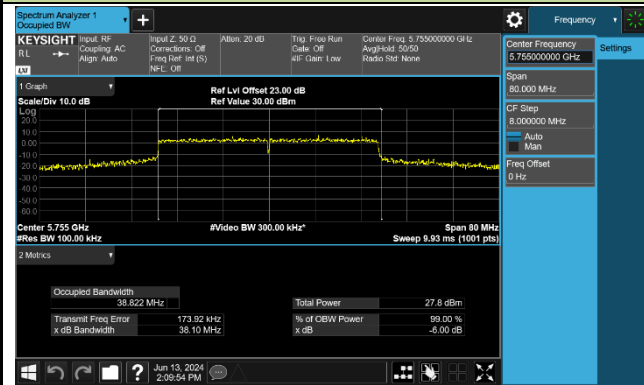 Spectrum Analyzer 1
Occupied BW
Frequency
KEYSIGHT
RL
LXI
Input: RF
Coupling: AC
Align: Auto
Input Z: 50 Ω
Corrections: Off
Freq Ref: Int (S)
NFE: Off
Atten: 20 dB
Trig: Free Run
Gate: Off
#IF Gain: Low
Center Freq: 5.755000000 GHz
Avg|Hold: 50/50
Radio Std: None
Center Frequency
5.755000000 GHz
Settings
Span
80.000 MHz
CF Step
8.000000 MHz
Auto
Man
Freq Offset
0 Hz
1 Graph
Scale/Div 10.0 dB
Ref Lvl Offset 23.00 dB
Ref Value 30.00 dBm
Log
20.0
10.0
0.00
-10.0
-20.0
-30.0
-40.0
-50.0
-60.0
Center 5.755 GHz
#Res BW 100.00 kHz
#Video BW 300.00 kHz*
Span 80 MHz
Sweep 9.93 ms (1001 pts)
2 Metrics
Occupied Bandwidth
38.822 MHz
Total Power 27.8 dBm
Transmit Freq Error 173.92 kHz
% of OBW Power 99.00 %
x dB Bandwidth 38.10 MHz
x dB -6.00 dB
Jun 13, 2024
2:09:54 PM